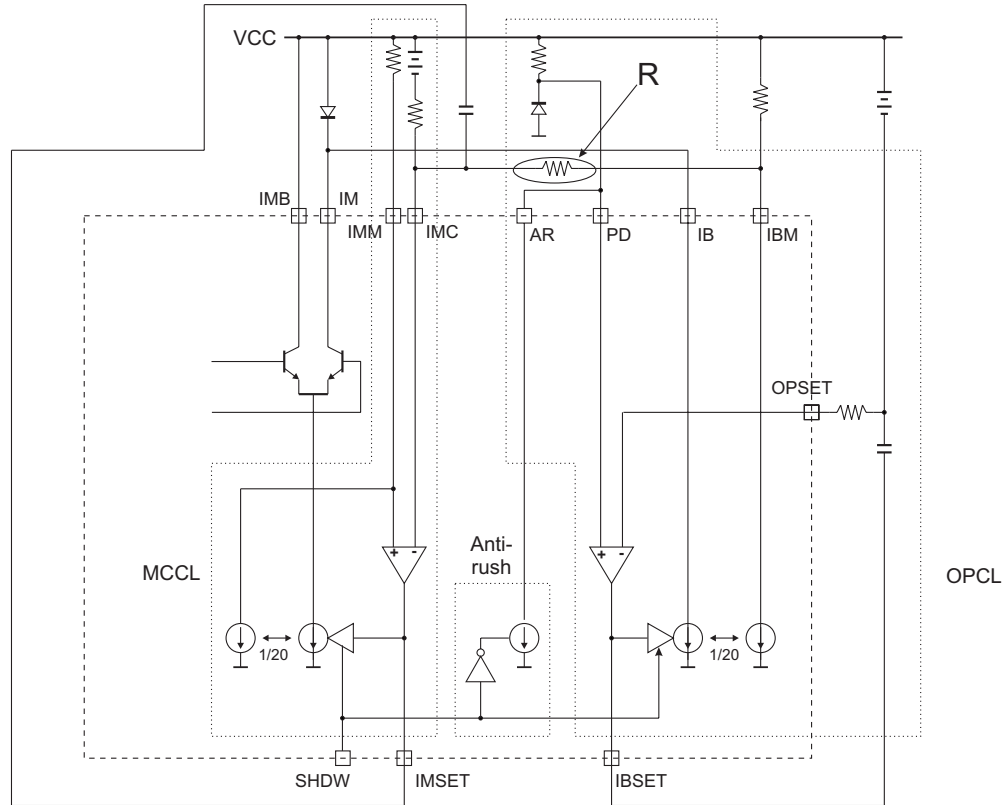 VCC
R
IMB
IM
IMM
IMC
AR
PD
IB
IBM
OPSET
+ -
+ -
MCCL
Anti-
rush
OPCL
1/20
1/20
SHDW
IMSET
IBSET